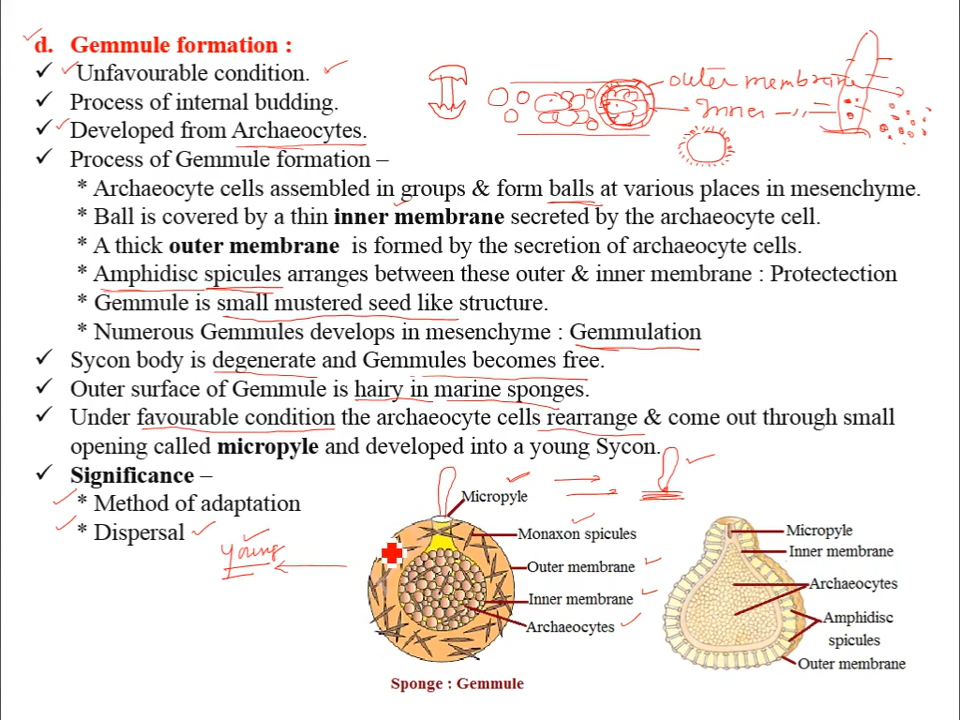 d. Gemmule formation :
✓ Unfavourable condition.
✓ Process of internal budding.
✓ Developed from Archaeocytes.
✓ Process of Gemmule formation –
* Archaeocyte cells assembled in groups & form balls at various places in mesenchyme.
* Ball is covered by a thin inner membrane secreted by the archaeocyte cell.
* A thick outer membrane is formed by the secretion of archaeocyte cells.
* Amphidisc spicules arranges between these outer & inner membrane : Protectection
* Gemmule is small mustered seed like structure.
* Numerous Gemmules develops in mesenchyme : Gemmulation
✓ Sycon body is degenerate and Gemmules becomes free.
✓ Outer surface of Gemmule is hairy in marine sponges.
✓ Under favourable condition the archaeocyte cells rearrange & come out through small
opening called micropyle and developed into a young Sycon.
✓ Significance –
* Method of adaptation
* Dispersal
outer membrane
Inner –〃–
young
Micropyle
Monaxon spicules
Outer membrane
Inner membrane
Archaeocytes
Sponge : Gemmule
Micropyle
Inner membrane
Archaeocytes
Amphidisc
spicules
Outer membrane